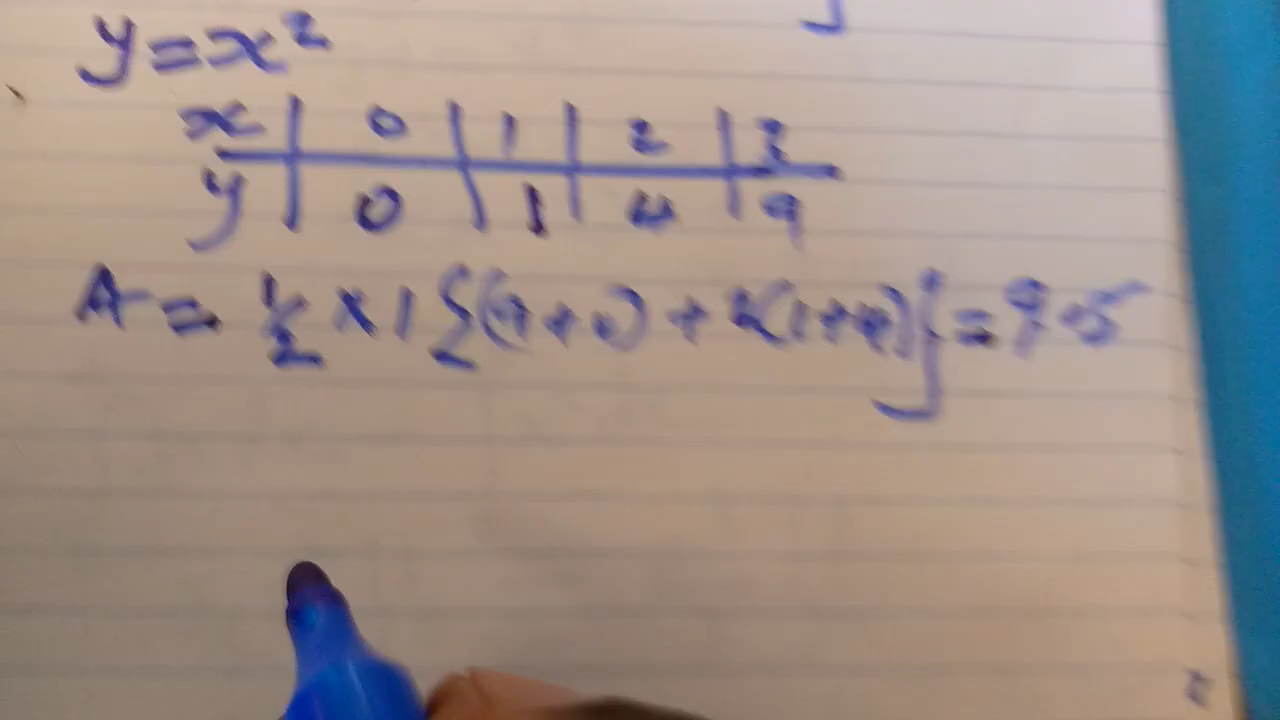 y = x²
x | 0 | 1 | 2 | 3
y | 0 | 1 | 4 | 9
A = ½ × 1 {(9+0) + 2(1+4)} = 9.5